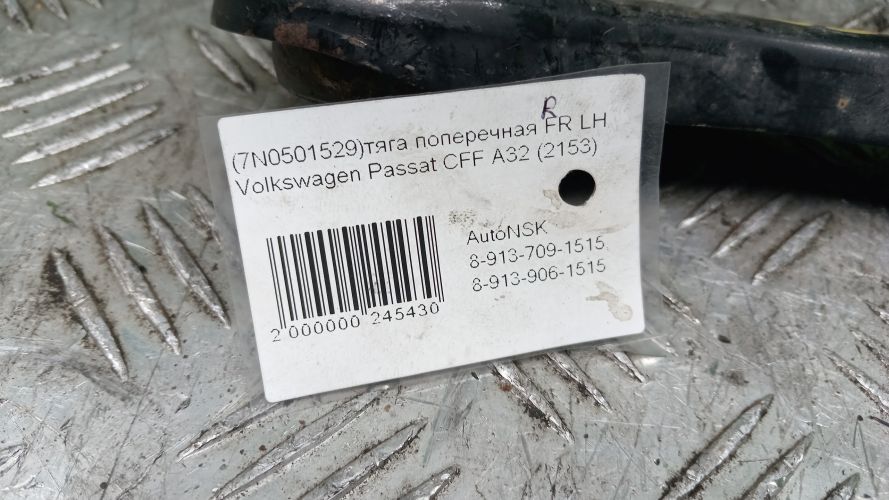 R
(7N0501529)тяга поперечная FR LH
Volkswagen Passat CFF A32 (2153)
AutoNSK
8-913-709-1515
8-913-906-1515
2 000000 245430